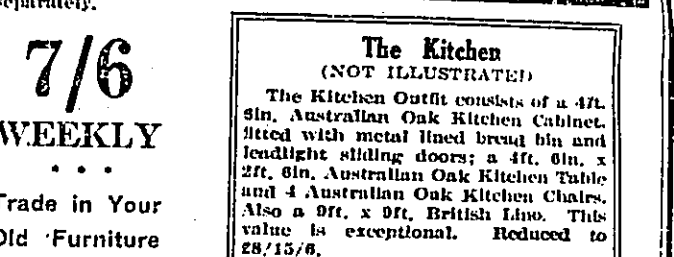 separately.
7/6
WEEKLY
• • •
Trade in Your
Old Furniture
The Kitchen
(NOT ILLUSTRATED)
The Kitchen Outfit consists of a 4ft.
6in. Australian Oak Kitchen Cabinet,
fitted with metal lined bread bin and
leadlight sliding doors; a 4ft. 6in. x
2ft. 6in. Australian Oak Kitchen Table
and 4 Australian Oak Kitchen Chairs.
Also a 9ft. x 9ft. British Lino. This
value is exceptional. Reduced to
£8/15/6.